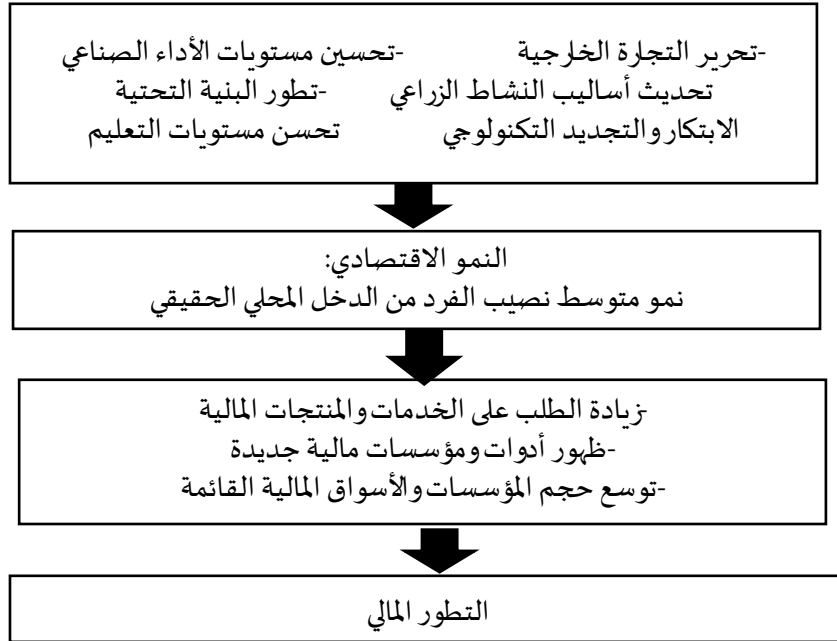 -تحرير التجارة الخارجية -تحسين مستويات الأداء الصناعي
تحديث أساليب النشاط الزراعي -تطور البنية التحتية
الابتكار والتجديد التكنولوجي تحسن مستويات التعليم
النمو الاقتصادي:
نمو متوسط نصيب الفرد من الدخل المحلي الحقيقي
-زيادة الطلب على الخدمات والمنتجات المالية
-ظهور أدوات ومؤسسات مالية جديدة
-توسع حجم المؤسسات والأسواق المالية القائمة
التطور المالي